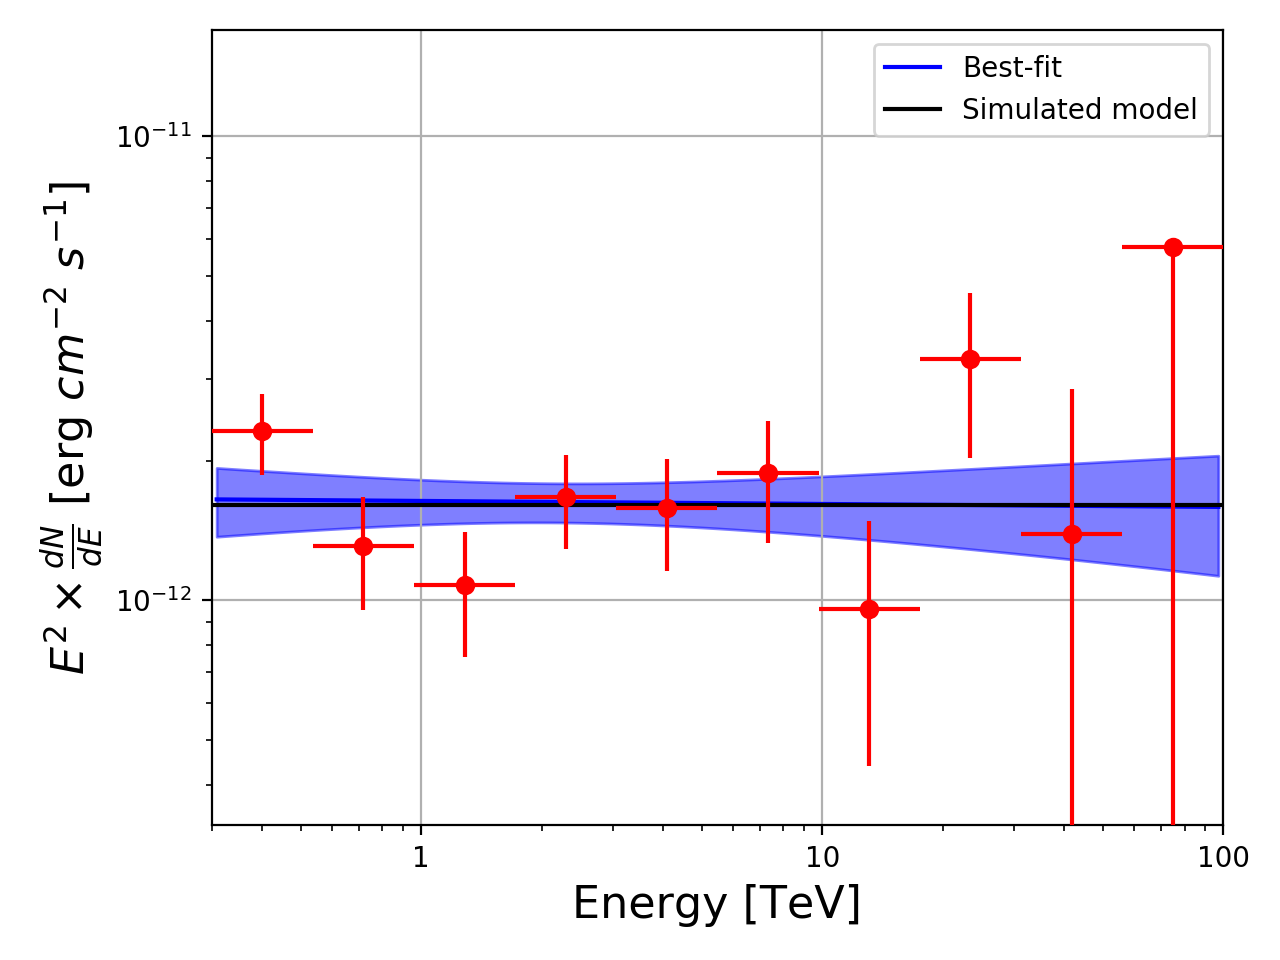 Best-fit
Simulated model
10⁻¹¹
10⁻¹²
E² × dN/dE [erg cm⁻² s⁻¹]
1
10
100
Energy [TeV]